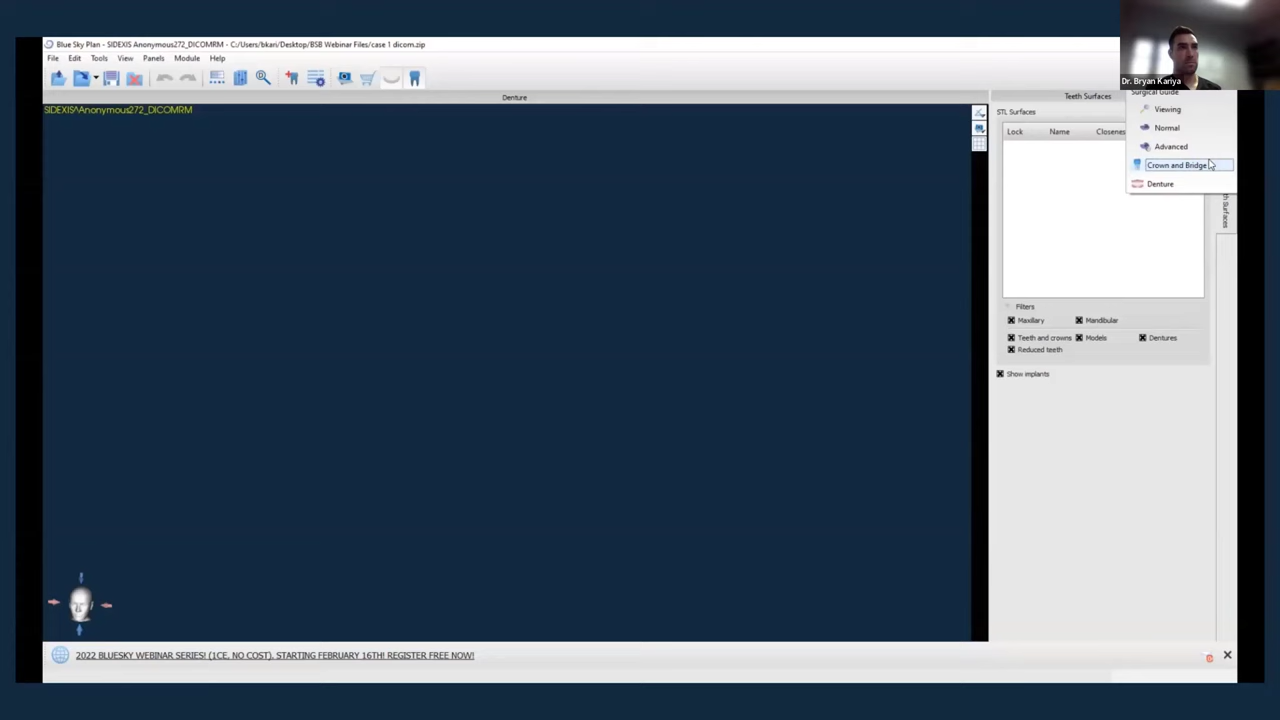 Blue Sky Plan - SIDEXIS Anonymous272_DICOMRM - C:/Users/bkari/Desktop/BSB Webinar Files/case 1 dicom.zip
File Edit Tools View Panels Module Help
Dr. Bryan Kariya
Denture
Teeth Surfaces
Surgical Guide
SIDEXIS^Anonymous272_DICOMRM
STL Surfaces
Viewing
Lock Name Closenes
Normal
Advanced
Crown and Bridge
Denture
th Surfaces
Filters
Maxillary Mandibular
Teeth and crowns Models Dentures
Reduced teeth
Show implants
2022 BLUESKY WEBINAR SERIES! (1CE, NO COST), STARTING FEBRUARY 16TH! REGISTER FREE NOW!